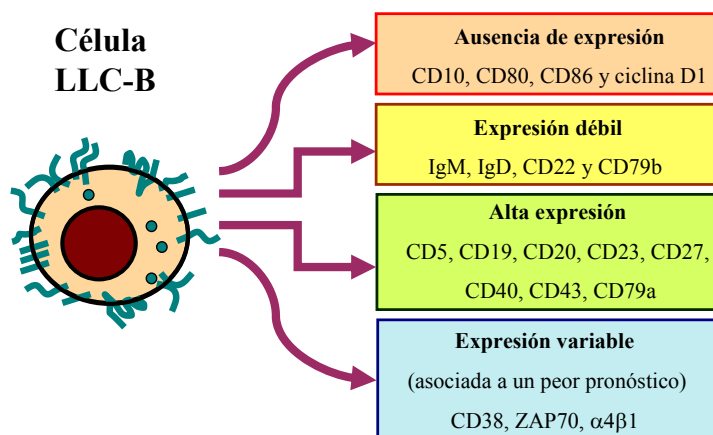 Célula
LLC-B
Ausencia de expresión
CD10, CD80, CD86 y ciclina D1
Expresión débil
IgM, IgD, CD22 y CD79b
Alta expresión
CD5, CD19, CD20, CD23, CD27,
CD40, CD43, CD79a
Expresión variable
(asociada a un peor pronóstico)
CD38, ZAP70, α4β1